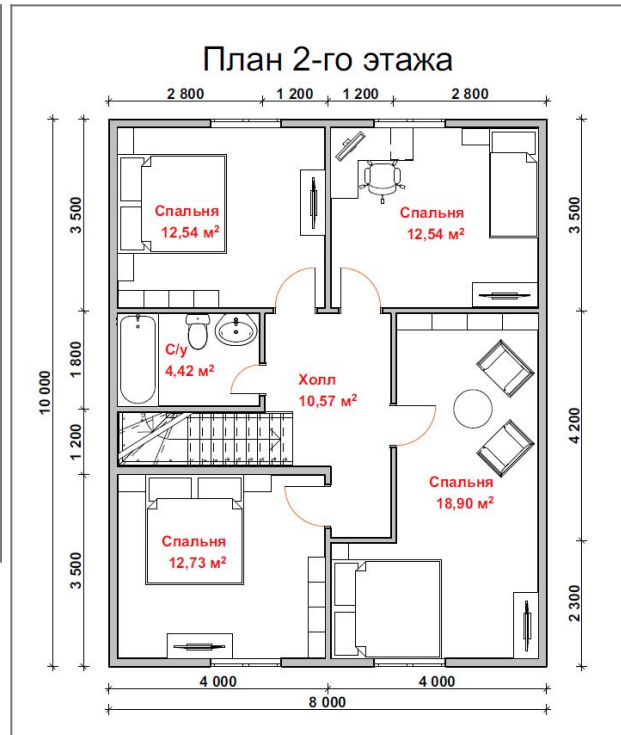 План 2-го этажа
2 800
1 200
1 200
2 800
3 500
3 500
Спальня
12,54 м²
Спальня
12,54 м²
С/у
4,42 м²
Холл
10,57 м²
1 800
10 000
1 200
4 200
Спальня
18,90 м²
Спальня
12,73 м²
3 500
2 300
4 000
4 000
8 000